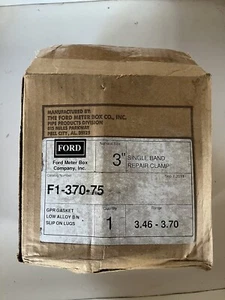 MANUFACTURED BY:
THE FORD METER BOX CO., INC.
PIPE PRODUCTS DIVISION
PELL CITY, AL.
FORD
Ford Meter Box
Company, Inc.
3" SINGLE BAND
REPAIR CLAMP
F1-370-75
GPR GASKET
LOW ALLOY B/N
SLIP ON LUGS
Quantity
1
Range
3.46 - 3.70